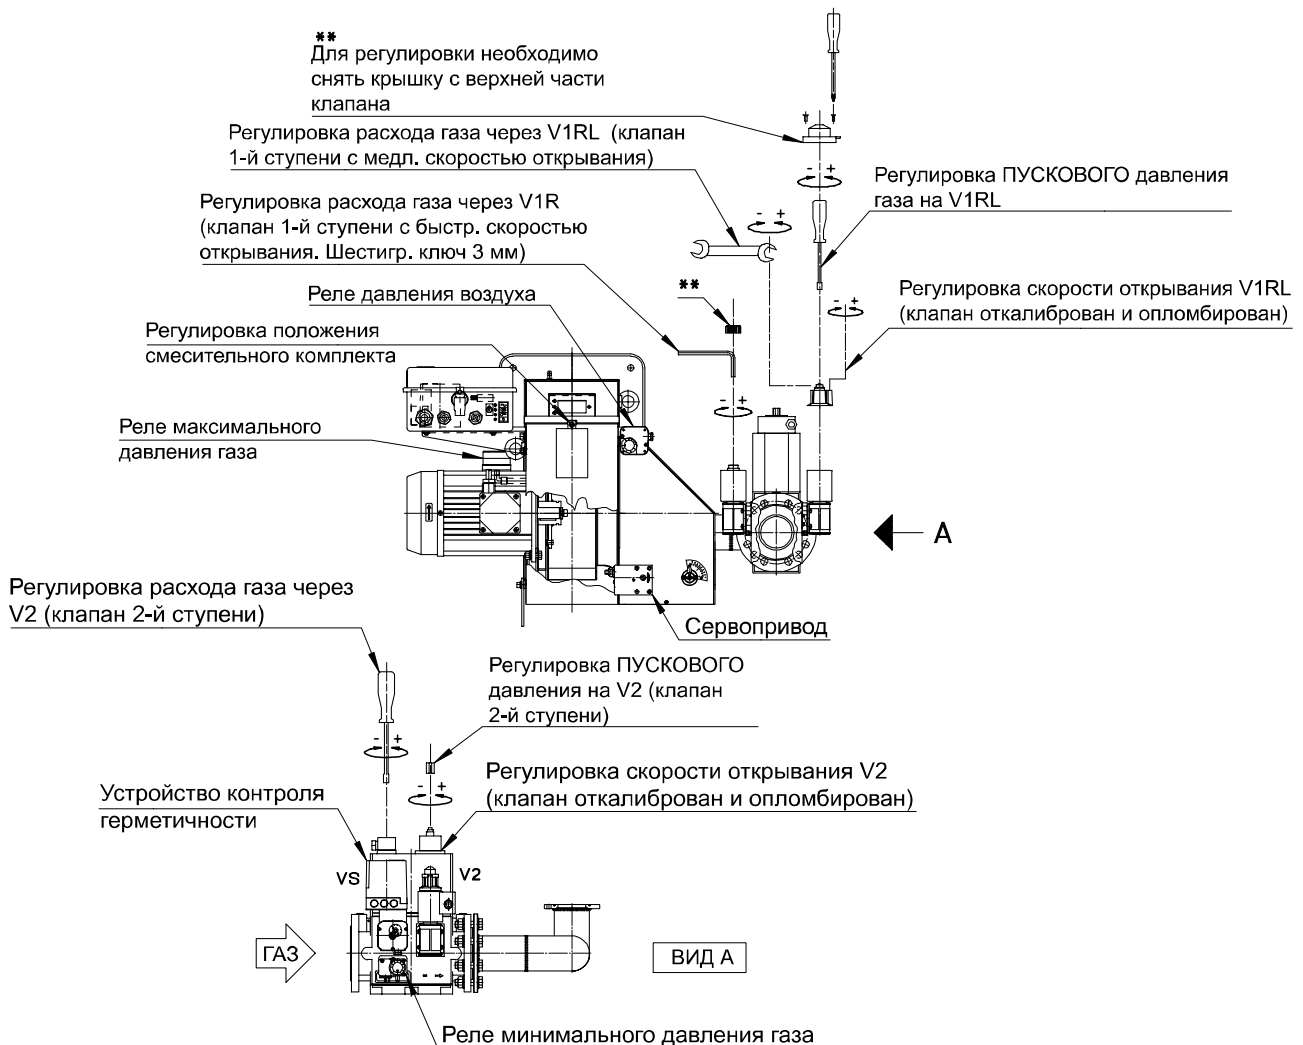 **
Для регулировки необходимо
снять крышку с верхней части
клапана
Регулировка расхода газа через V1RL (клапан
1-й ступени с медл. скоростью открывания)
Регулировка ПУСКОВОГО давления
газа на V1RL
Регулировка расхода газа через V1R
(клапан 1-й ступени с быстр. скоростью
открывания. Шестигр. ключ 3 мм)
- +
- +
**
Реле давления воздуха
Регулировка скорости открывания V1RL
(клапан откалиброван и опломбирован)
- +
Регулировка положения
смесительного комплекта
- +
Реле максимального
давления газа
A
Регулировка расхода газа через
V2 (клапан 2-й ступени)
Сервопривод
Регулировка ПУСКОВОГО
давления на V2 (клапан
2-й ступени)
- +
Регулировка скорости открывания V2
(клапан откалиброван и опломбирован)
- +
Устройство контроля
герметичности
VS
V2
ГАЗ
ВИД А
Реле минимального давления газа